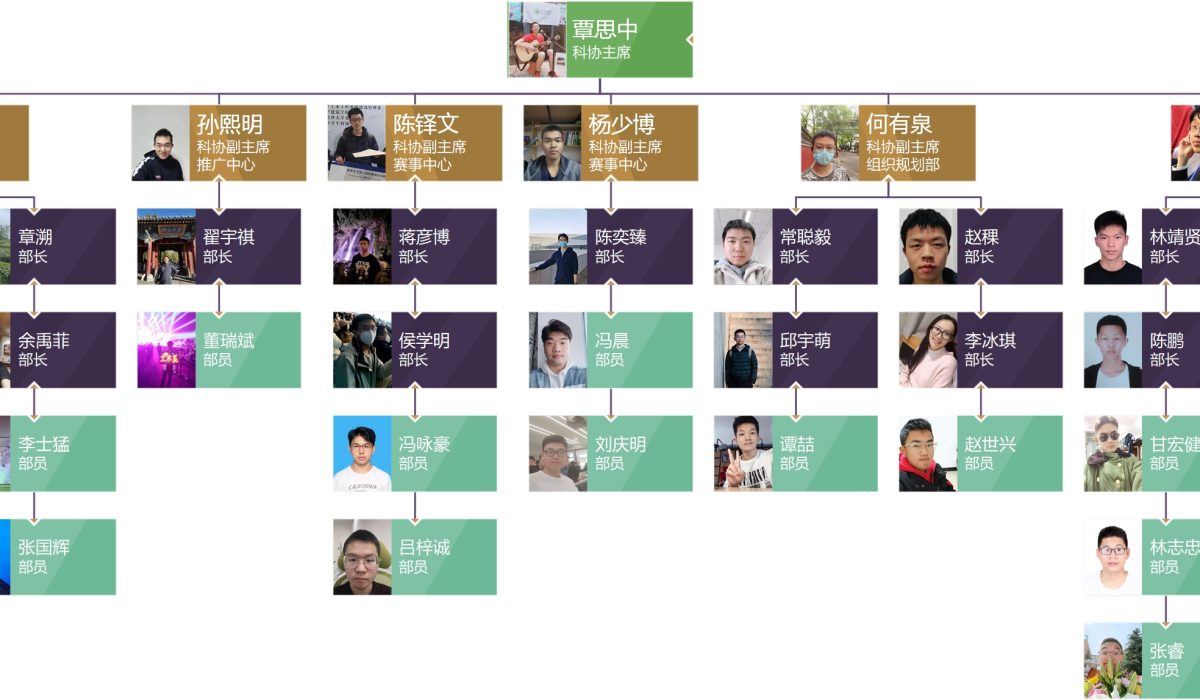 覃思中
科协主席
孙熙明
科协副主席
推广中心
陈铎文
科协副主席
赛事中心
杨少博
科协副主席
赛事中心
何有泉
科协副主席
组织规划部
章溯
部长
翟宇祺
部长
蒋彦博
部长
陈奕臻
部长
常聪毅
部长
赵稞
部长
林靖贤
部长
余禹菲
部长
董瑞斌
部员
侯学明
部长
冯晨
部员
邱宇萌
部长
李冰琪
部长
陈鹏
部长
李士猛
部员
冯咏豪
部员
刘庆明
部员
谭喆
部员
赵世兴
部员
甘宏健
部员
张国辉
部员
吕梓诚
部员
林志忠
部员
张睿
部员